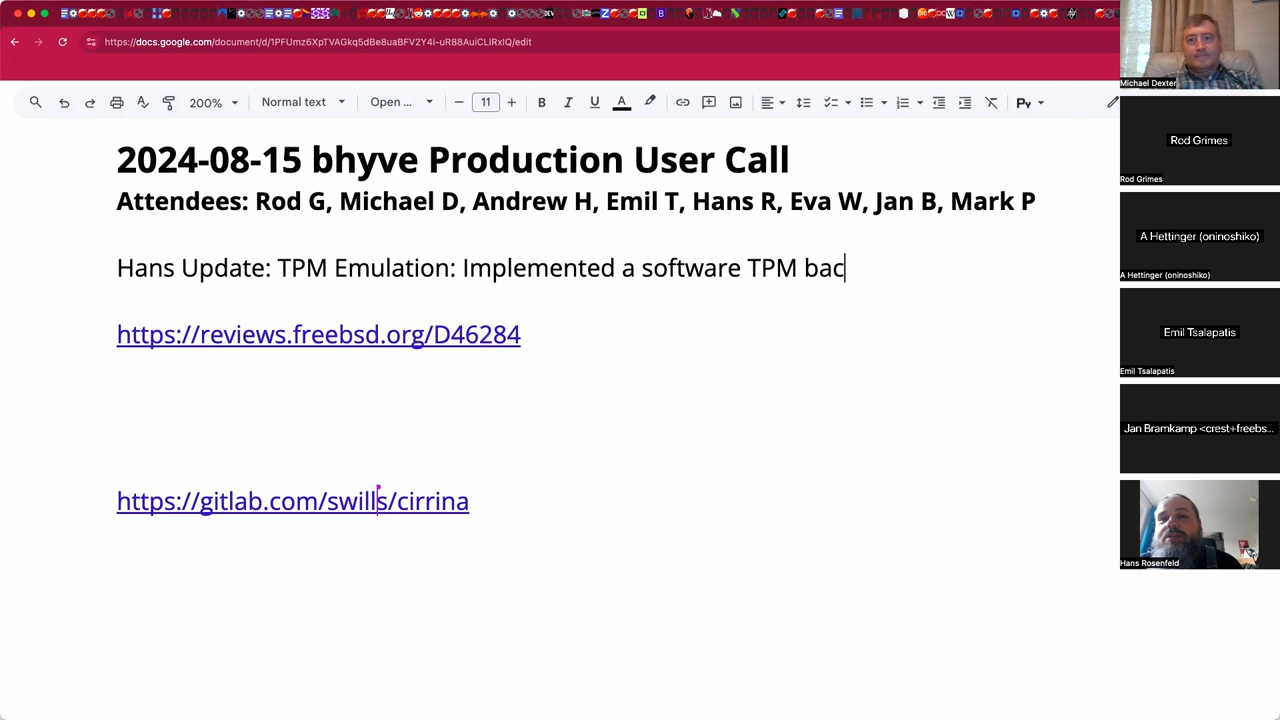 https://docs.google.com/document/d/1PFUmz6XpTVAGkq5dBe8uaBFV2Y4i-uR88AuiCLIRxIQ/edit
200%
Normal text
Open ...
11
2024-08-15 bhyve Production User Call
Attendees: Rod G, Michael D, Andrew H, Emil T, Hans R, Eva W, Jan B, Mark P
Hans Update: TPM Emulation: Implemented a software TPM bac
https://reviews.freebsd.org/D46284
https://gitlab.com/swills/cirrina
Michael Dexter
Rod Grimes
Rod Grimes
A Hettinger (oninoshiko)
A Hettinger (oninoshiko)
Emil Tsalapatis
Emil Tsalapatis
Jan Bramkamp <crest+freebs...
Hans Rosenfeld